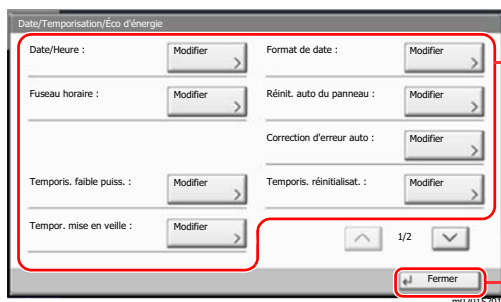 Date/Temporisation/Éco d'énergie
Date/Heure : Modifier Format de date : Modifier
Fuseau horaire : Modifier Réinit. auto du panneau : Modifier
Correction d'erreur auto : Modifier
Temporis. faible puiss. : Modifier Temporis. réinitialisat. : Modifier
Tempor. mise en veille : Modifier
1/2
Fermer